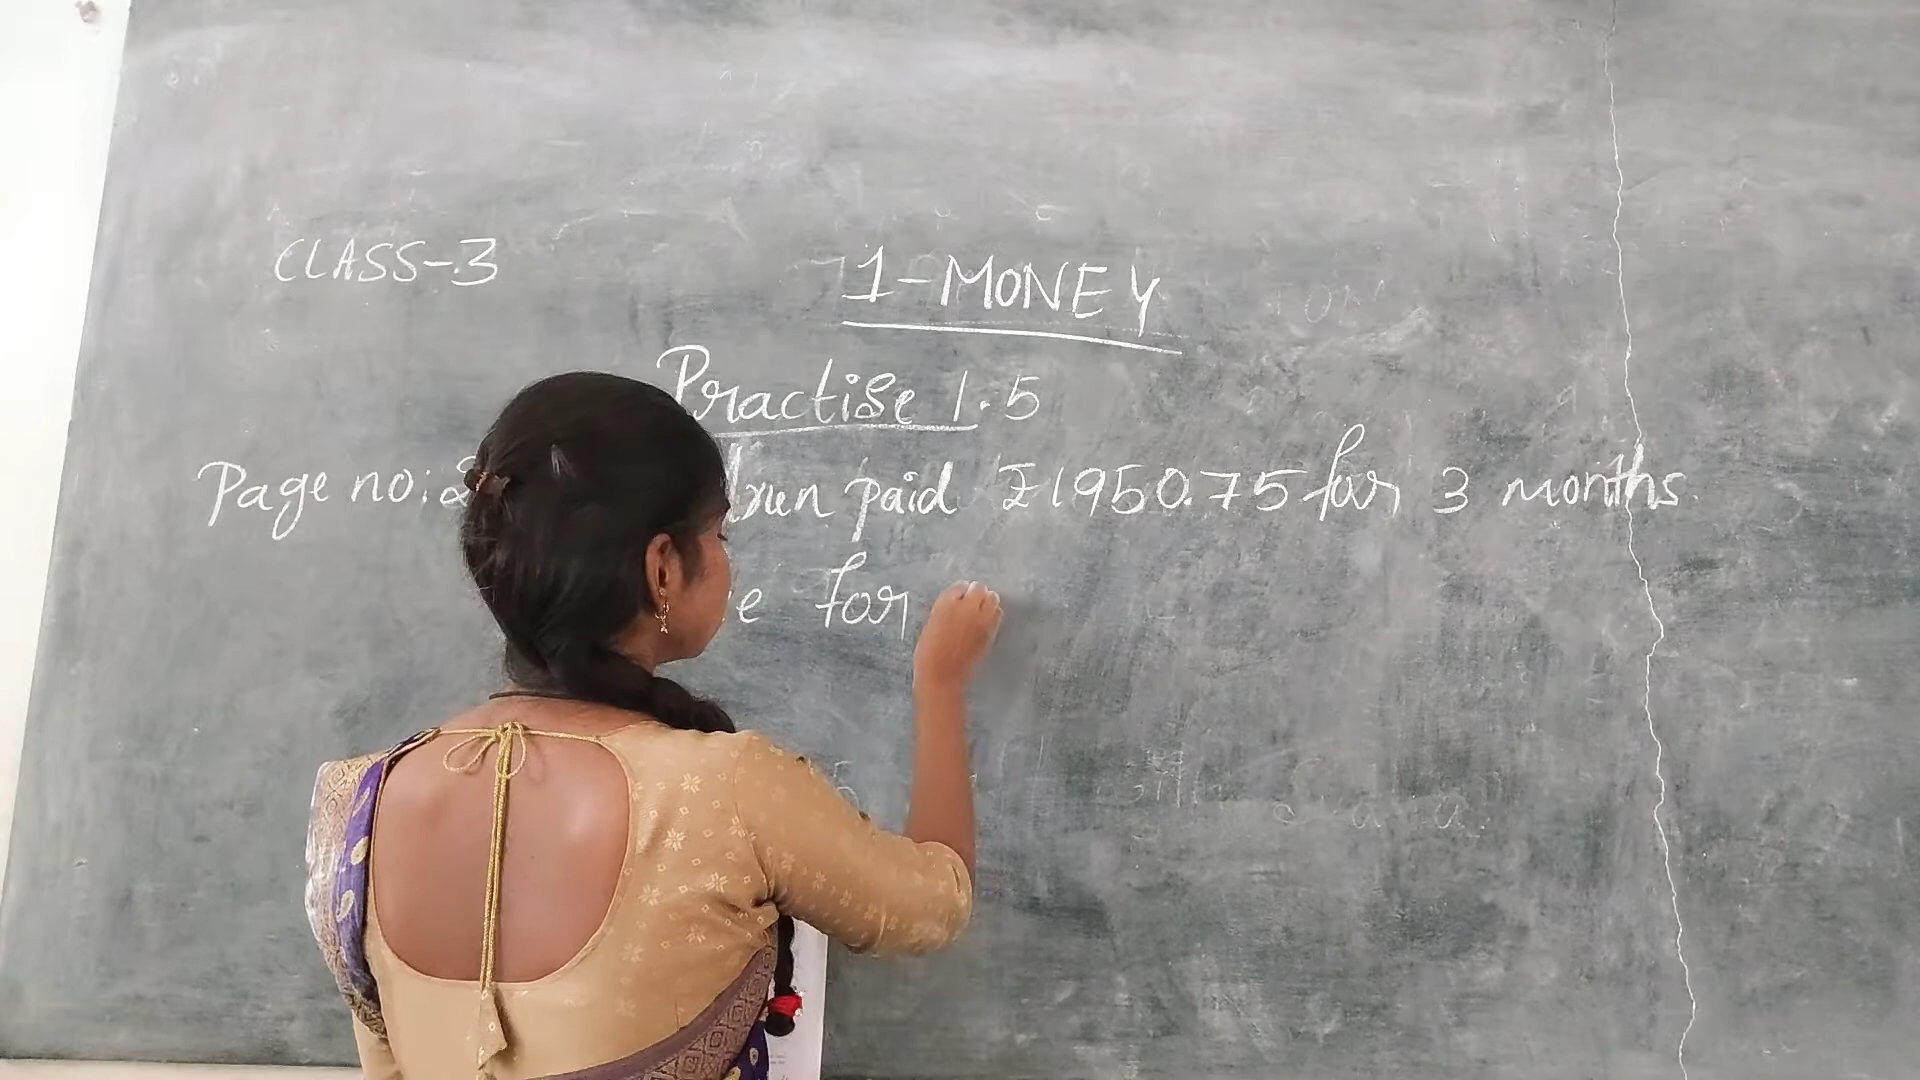 CLASS-3
1-MONEY
Practise 1.5
Page no: paid ₹1950.75 for 3 months
for